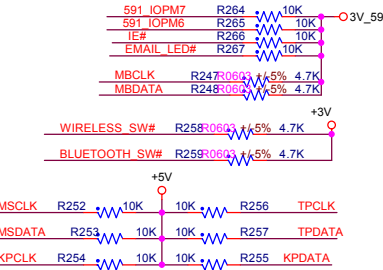 591_IOPM7 R264 10K
3V_59
591_IOPM6 R265 10K
IE# R266 10K
EMAIL_LED# R267 10K
MBCLK R247 R0603 +/-5% 4.7K
MBDATA R248 R0603 +/-5% 4.7K
+3V
WIRELESS_SW# R258 R0603 +/-5% 4.7K
BLUETOOTH_SW# R259 R0603 +/-5% 4.7K
+5V
MSCLK R252 10K 10K R256 TPCLK
MSDATA R253 10K 10K R257 TPDATA
KPCLK R254 10K 10K R255 KPDATA